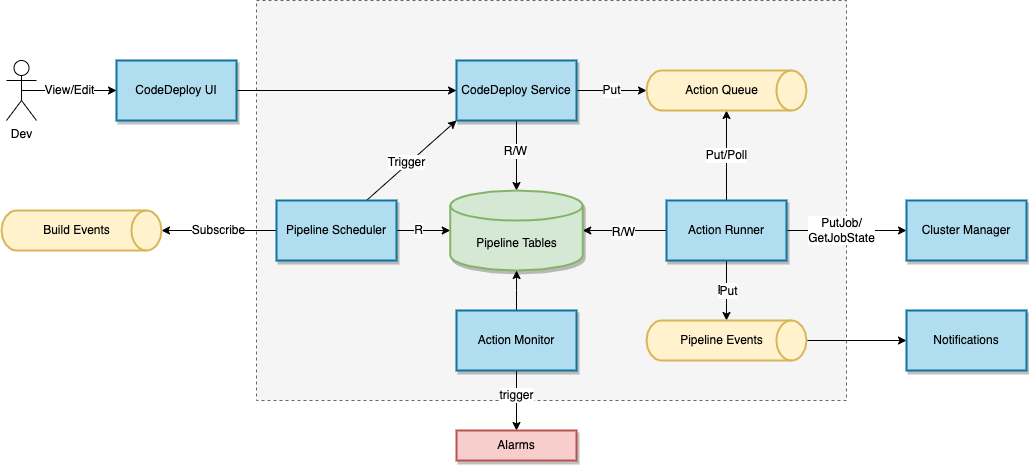 View/Edit
Dev
CodeDeploy UI
CodeDeploy Service
Put
Action Queue
Trigger
R/W
Put/Poll
Build Events
Subscribe
Pipeline Scheduler
R
Pipeline Tables
R/W
Action Runner
PutJob/
GetJobState
Cluster Manager
Put
Action Monitor
Pipeline Events
Notifications
trigger
Alarms